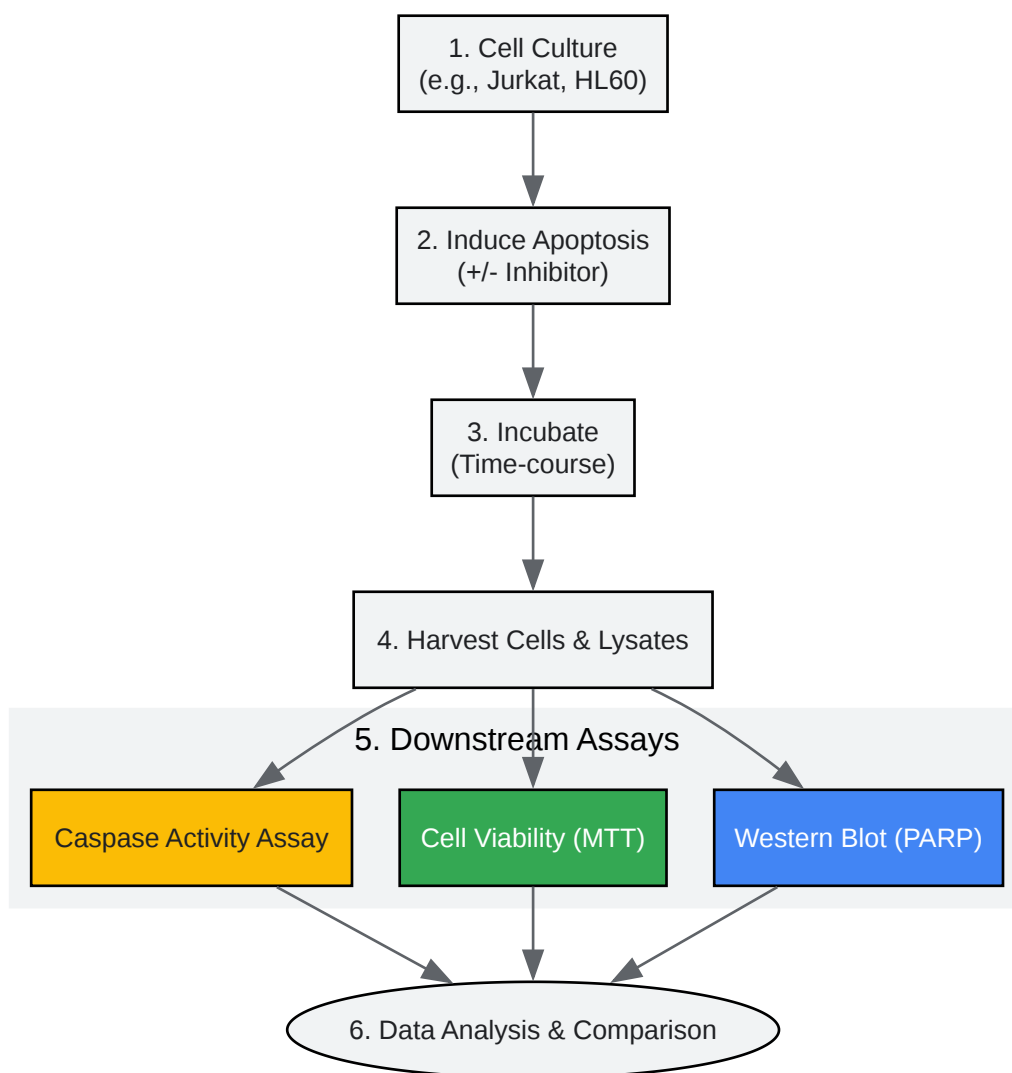 1. Cell Culture
(e.g., Jurkat, HL60)
2. Induce Apoptosis
(+/- Inhibitor)
3. Incubate
(Time-course)
4. Harvest Cells & Lysates
5. Downstream Assays
Caspase Activity Assay
Cell Viability (MTT)
Western Blot (PARP)
6. Data Analysis & Comparison